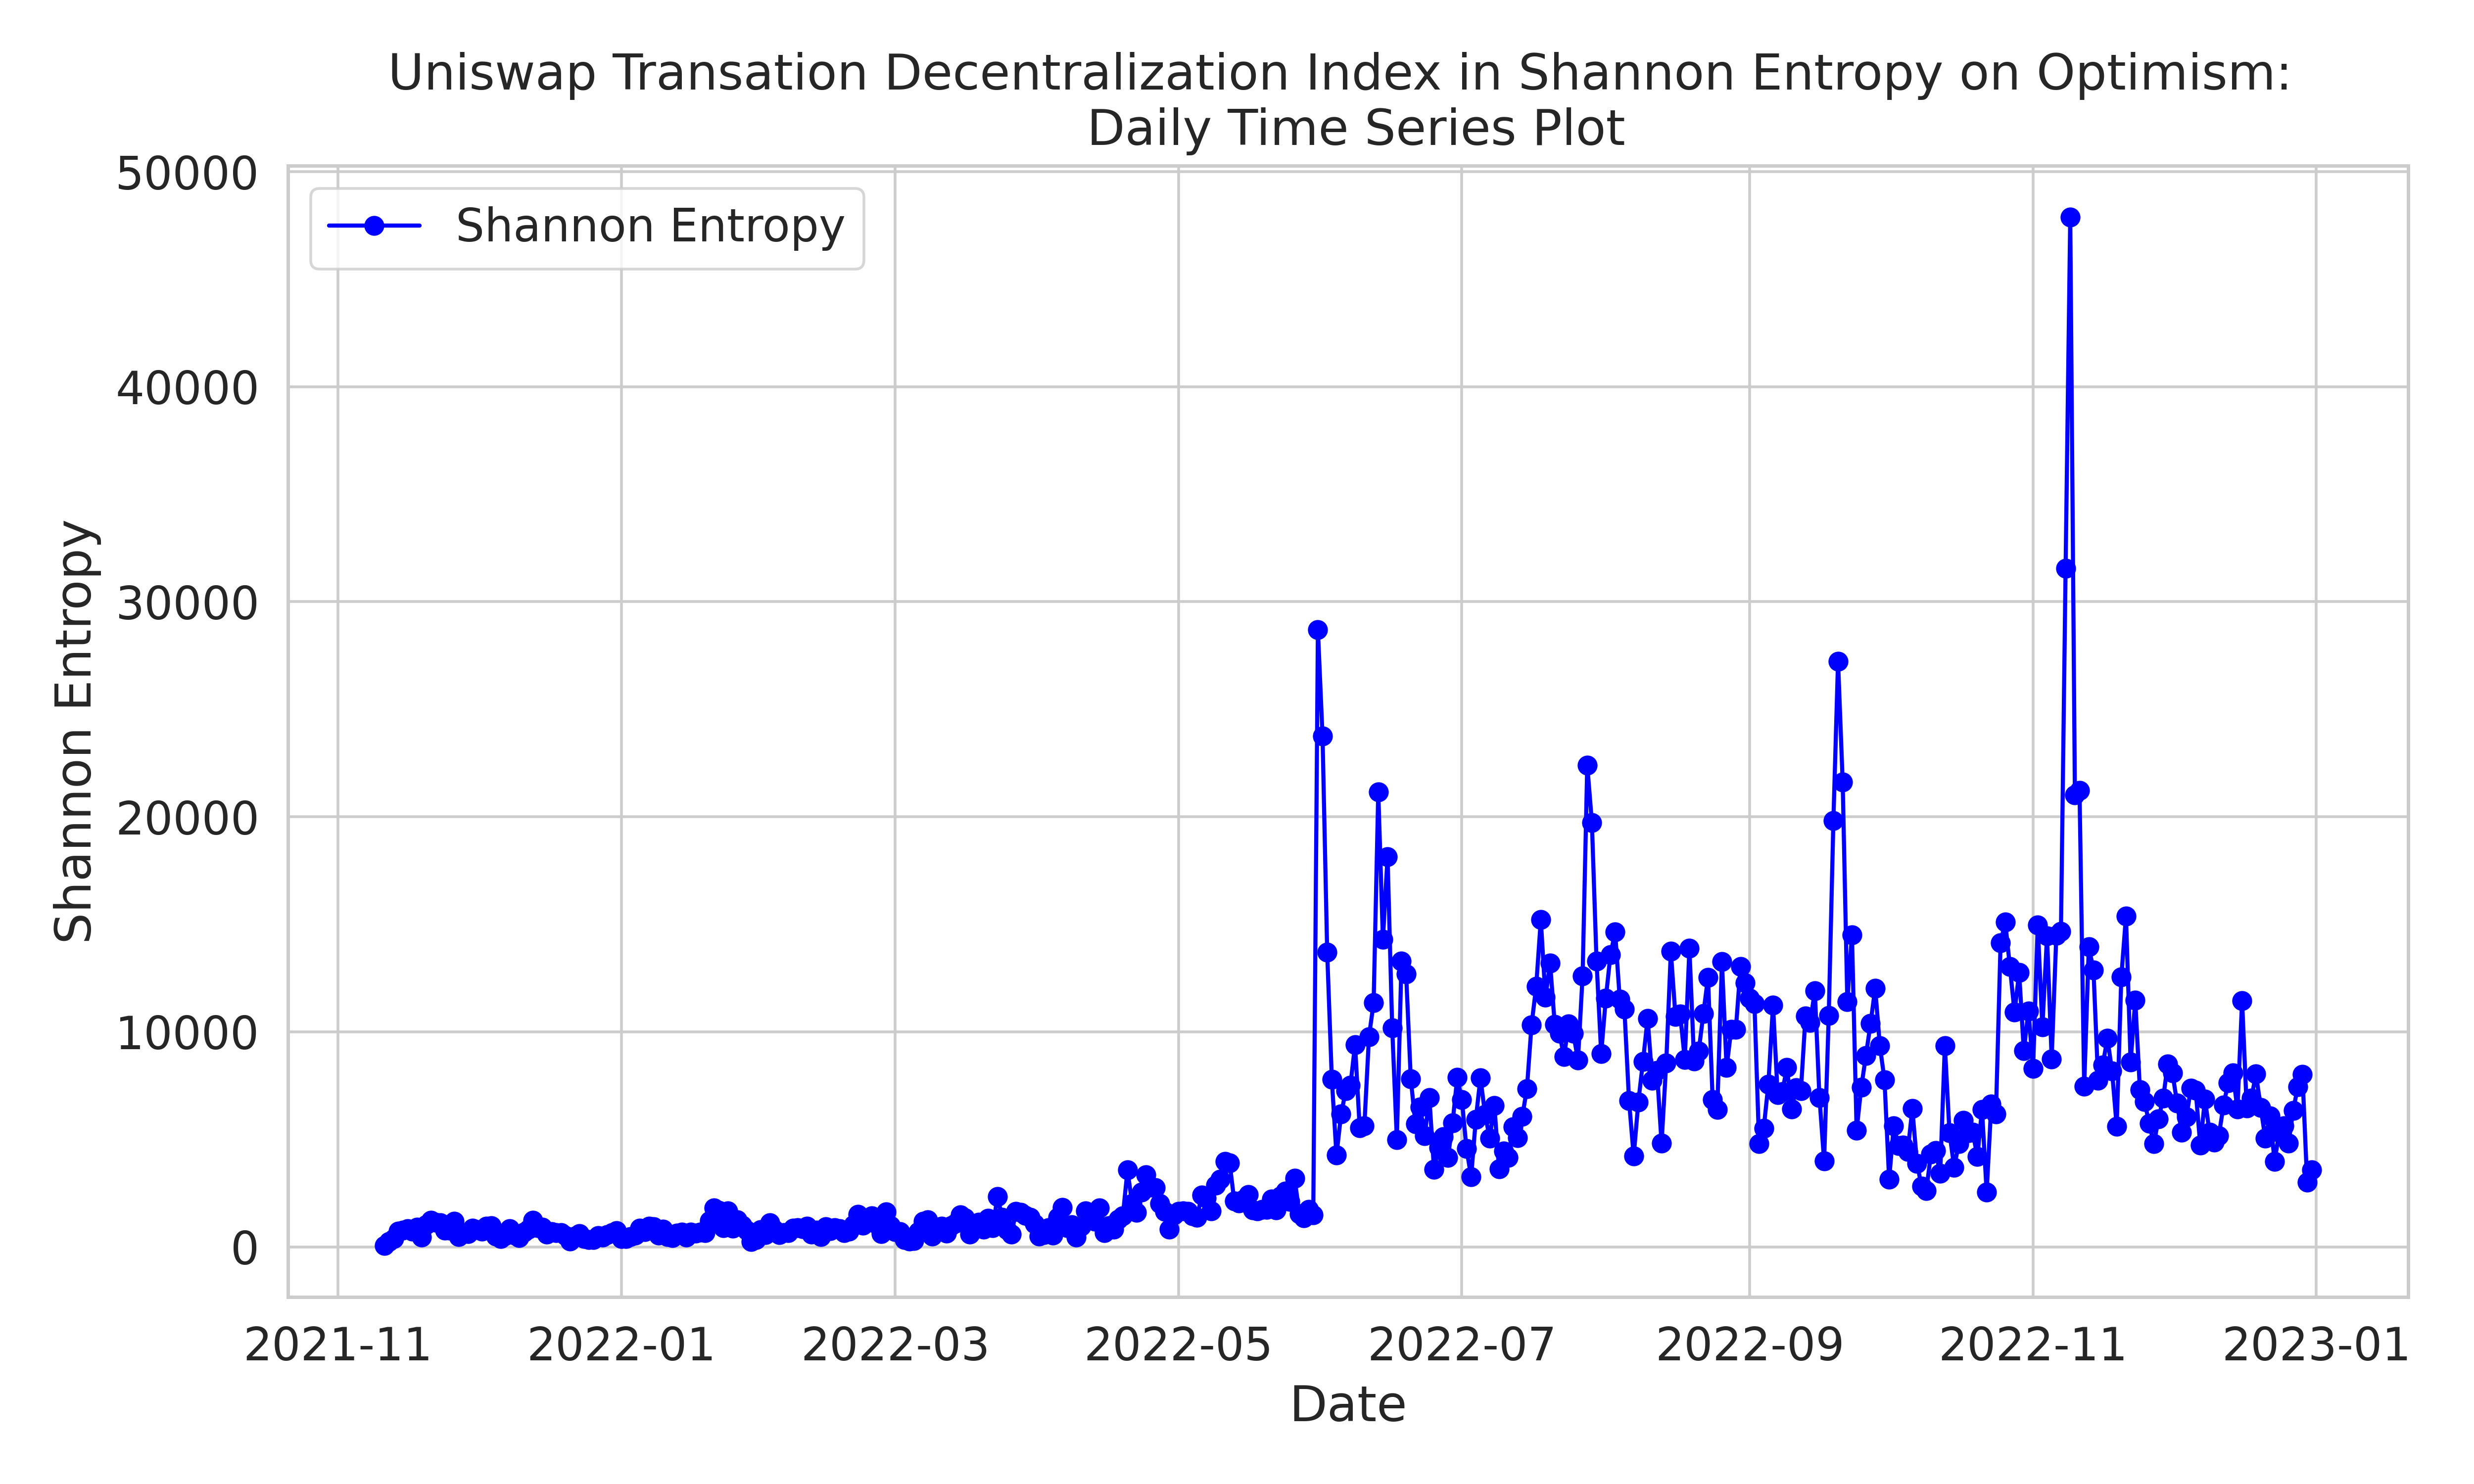 Uniswap Transation Decentralization Index in Shannon Entropy on Optimism:
Daily Time Series Plot
Shannon Entropy
50000
40000
30000
20000
10000
0
Shannon Entropy
2021-11 2022-01 2022-03 2022-05 2022-07 2022-09 2022-11 2023-01
Date